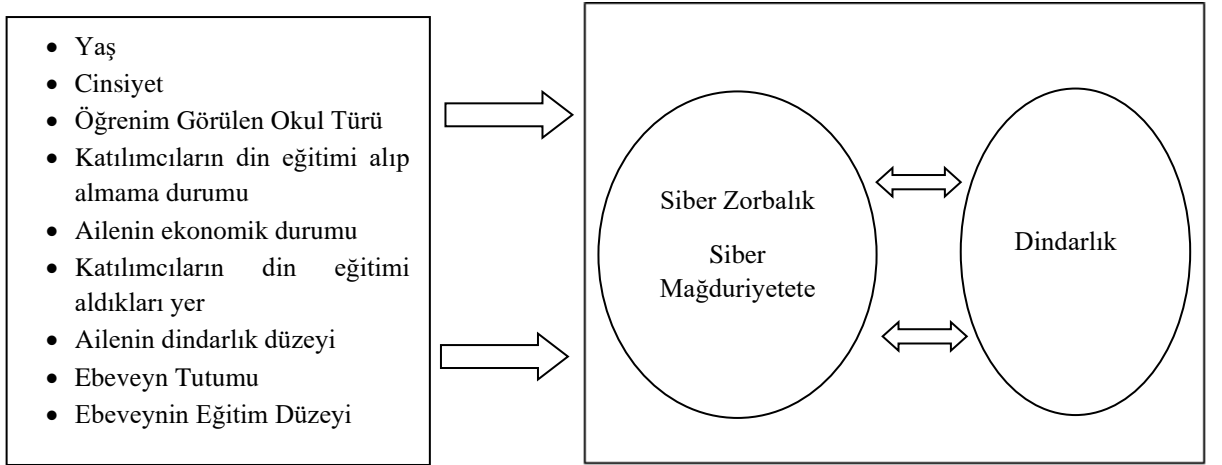 • Yaş
• Cinsiyet
• Öğrenim Görülen Okul Türü
• Katılımcıların din eğitimi alıp
almama durumu
• Ailenin ekonomik durumu
• Katılımcıların din eğitimi
aldıkları yer
• Ailenin dindarlık düzeyi
• Ebeveyn Tutumu
• Ebeveynin Eğitim Düzeyi
Siber Zorbalık
Siber
Mağduriyetete
Dindarlık